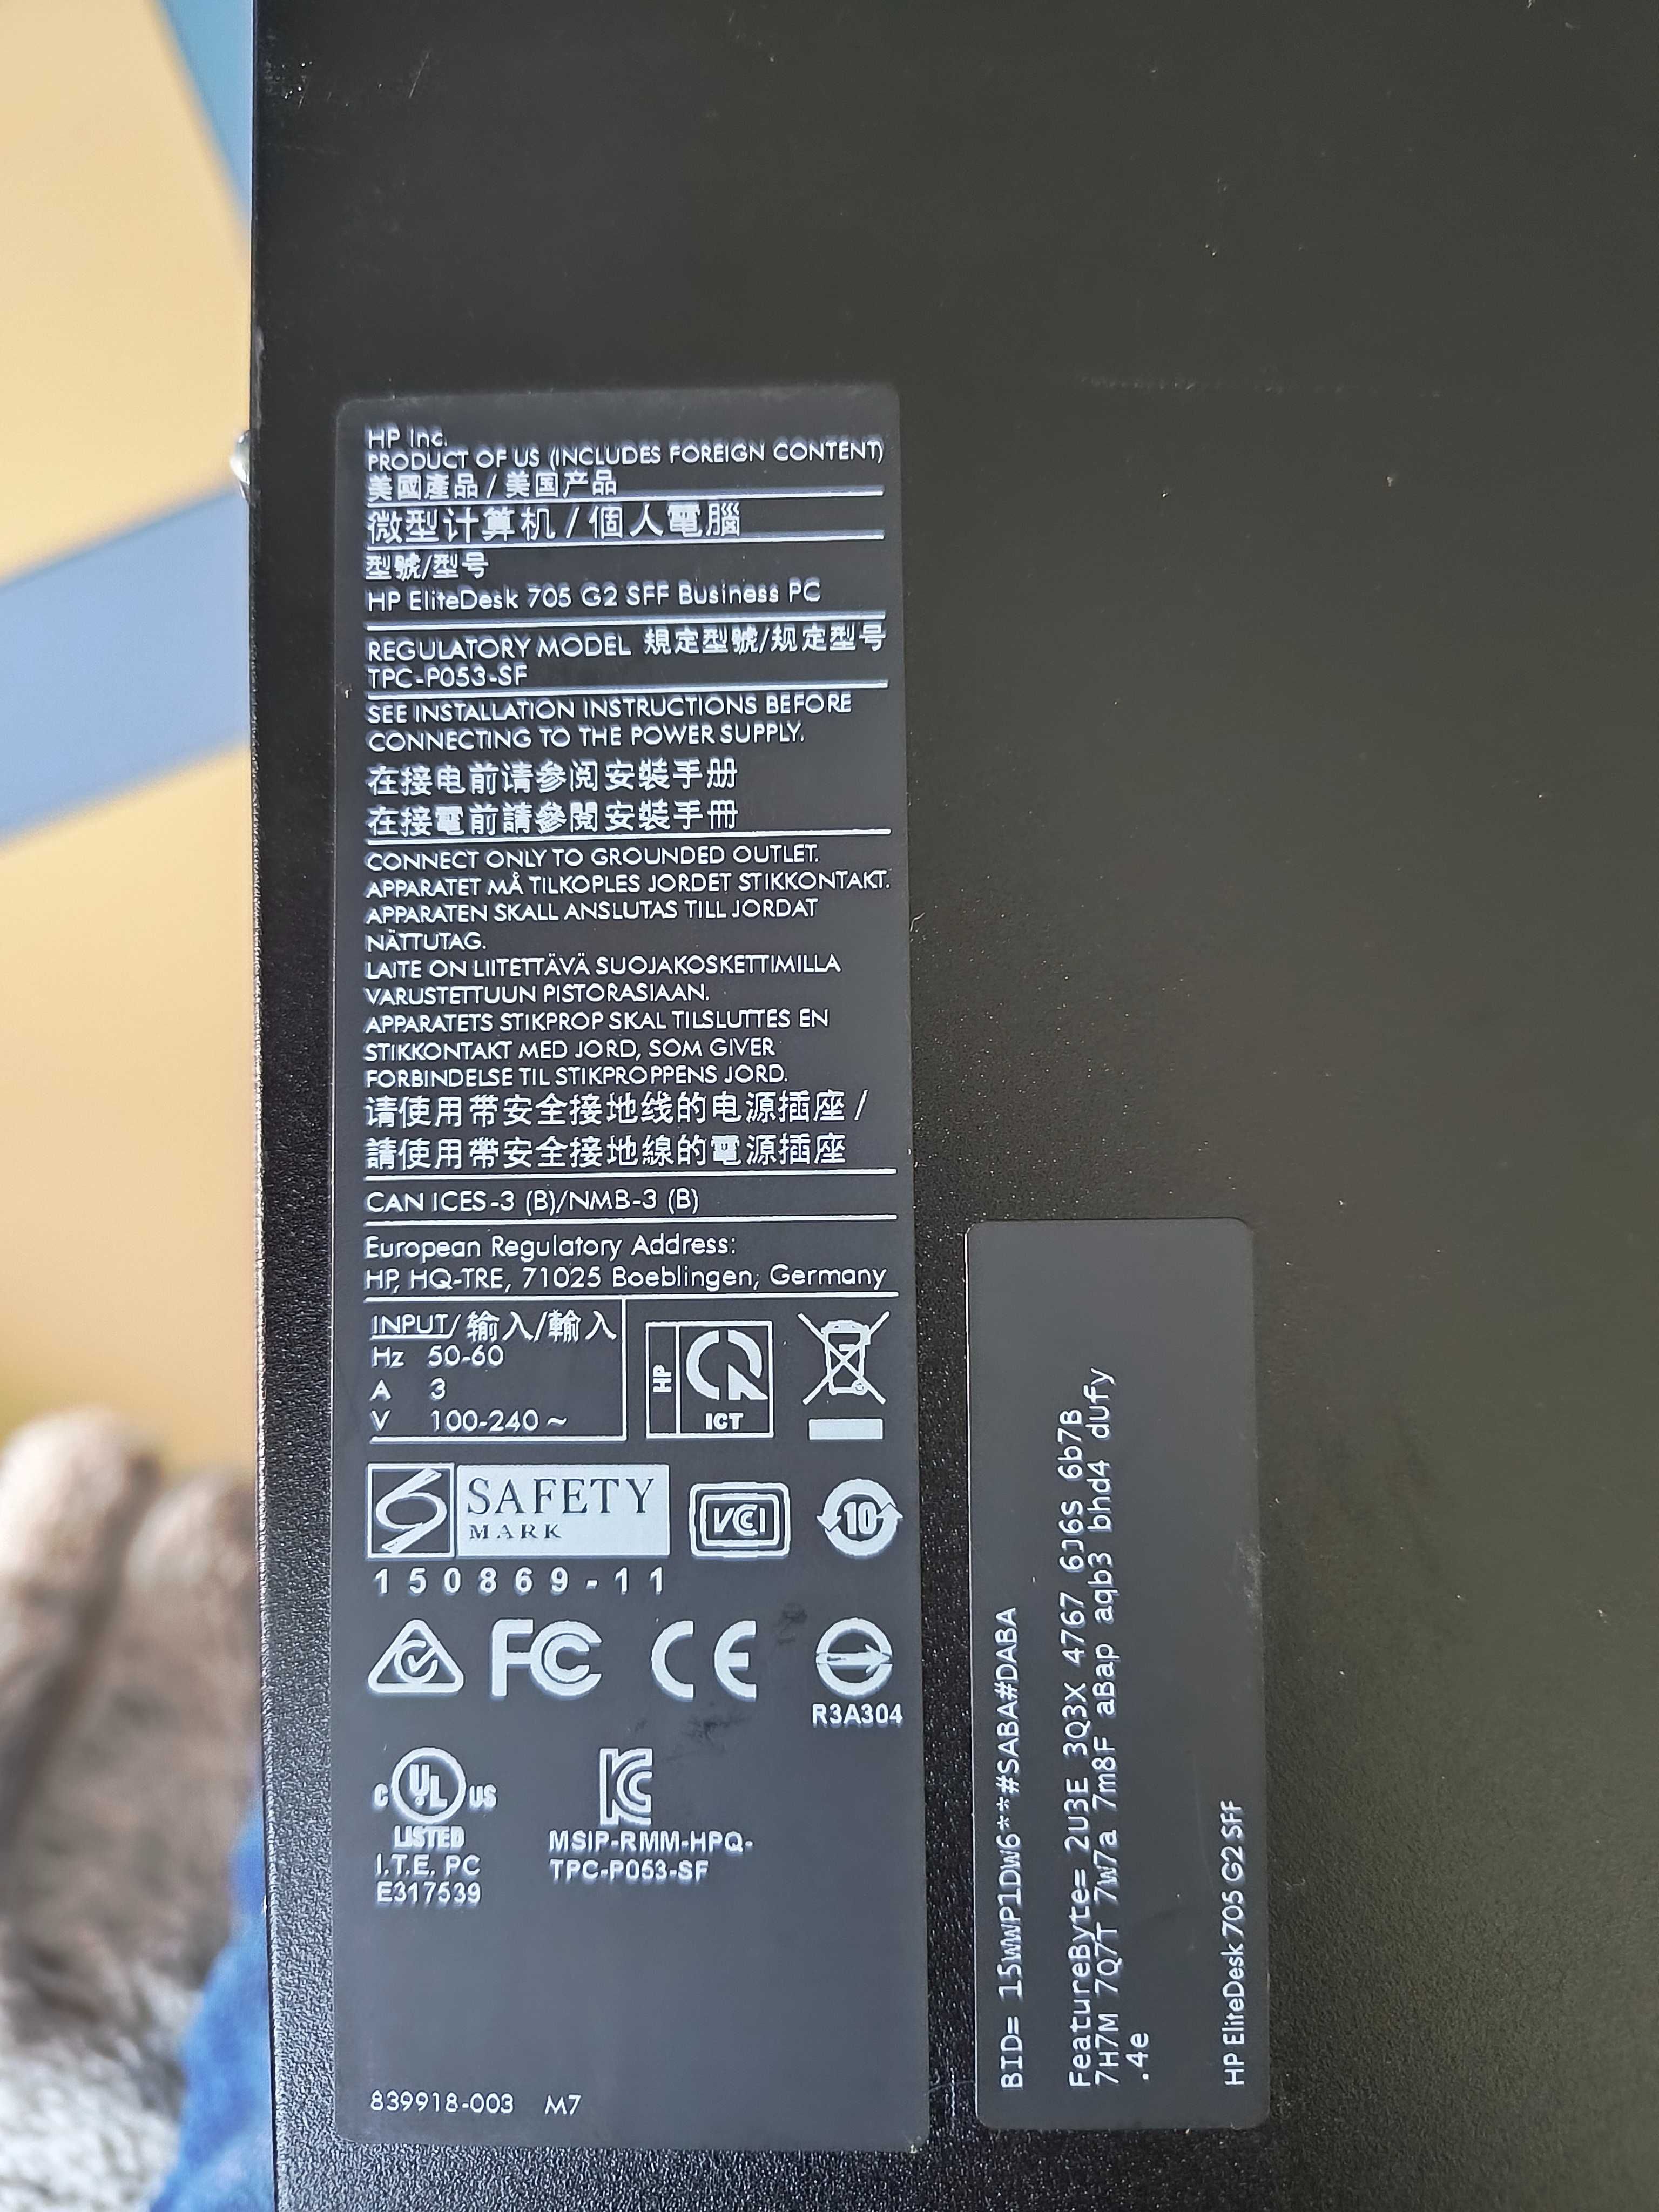 HP Inc.
PRODUCT OF US (INCLUDES FOREIGN CONTENT)
美國產品 / 美国产品
微型计算机 / 個人電腦
型號/型号
HP EliteDesk 705 G2 SFF Business PC
REGULATORY MODEL 規定型號/规定型号
TPC-P053-SF
SEE INSTALLATION INSTRUCTIONS BEFORE
CONNECTING TO THE POWER SUPPLY.
在接电前请参阅安装手册
在接電前請參閱安裝手冊
CONNECT ONLY TO GROUNDED OUTLET.
APPARATET MÅ TILKOPLES JORDET STIKKONTAKT.
APPARATEN SKALL ANSLUTAS TILL JORDAT
NÄTTUTAG.
LAITE ON LIITETTÄVÄ SUOJAKOSKETTIMILLA
VARUSTETTUUN PISTORASIAAN.
APPARATETS STIKPROP SKAL TILSLUTTES EN
STIKKONTAKT MED JORD, SOM GIVER
FORBINDELSE TIL STIKPROPPENS JORD.
请使用带安全接地线的电源插座 /
請使用帶安全接地線的電源插座
CAN ICES-3 (B)/NMB-3 (B)
European Regulatory Address:
HP, HQ-TRE, 71025 Boeblingen, Germany
INPUT/ 输入/輸入
Hz 50-60
A 3
V 100-240 ~
HP
ICT
SAFETY
MARK
VCI
10
150869-11
FC CE
R3A304
C UL US
LISTED
I.T.E. PC
E317539
KC
MSIP-RMM-HPQ-
TPC-P053-SF
839918-003 M7
BID= 15WWP1DW6***#SABA#DABA
FeatureByte= 2U3E 3Q3X 4767 6J6S 6b7B
7H7M 7Q7T 7W7a 7m8F aBap aqb3 bhd4 dufy
.4e
HP EliteDesk 705 G2 SFF